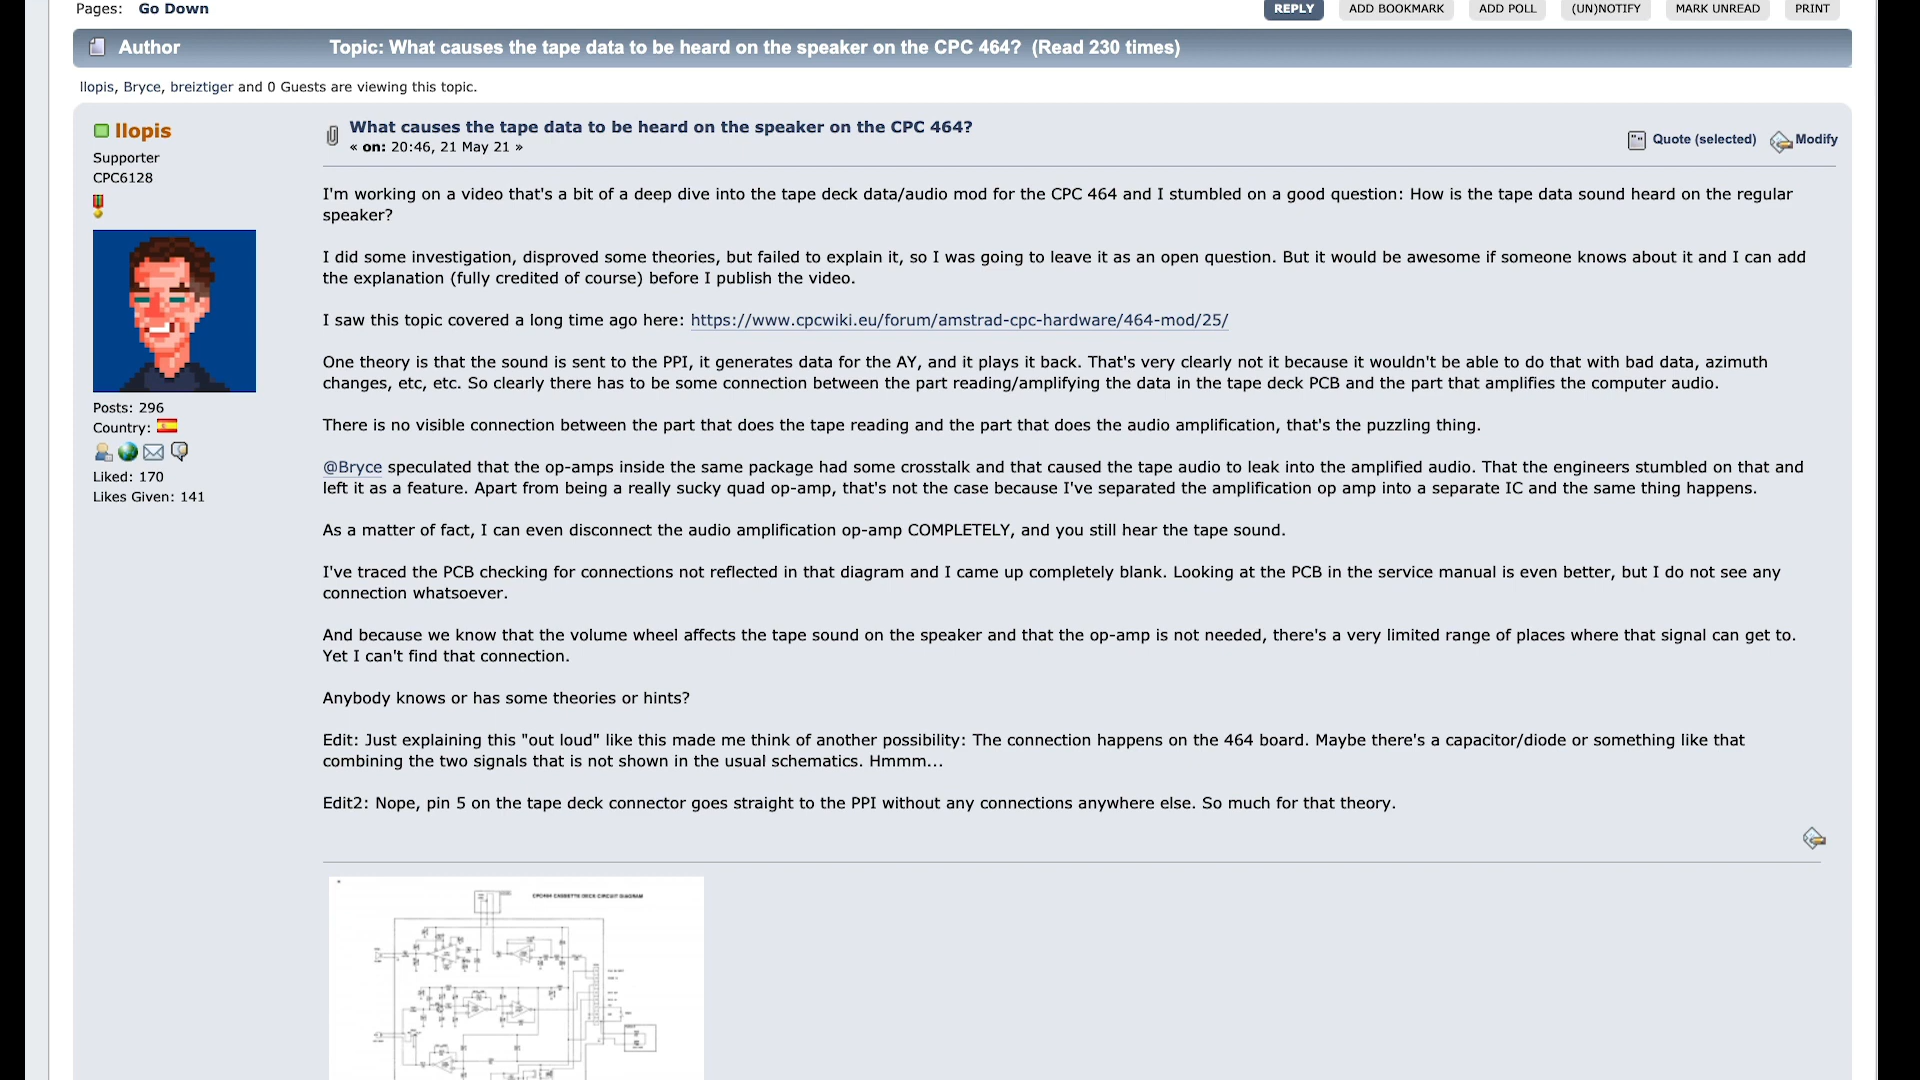 Pages: Go Down
REPLY ADD BOOKMARK ADD POLL (UN)NOTIFY MARK UNREAD PRINT
Author Topic: What causes the tape data to be heard on the speaker on the CPC 464? (Read 230 times)
llopis, Bryce, breiztiger and 0 Guests are viewing this topic.
llopis
Supporter
CPC6128
Posts: 296
Country:
Liked: 170
Likes Given: 141
What causes the tape data to be heard on the speaker on the CPC 464?
« on: 20:46, 21 May 21 »
Quote (selected) Modify
I'm working on a video that's a bit of a deep dive into the tape deck data/audio mod for the CPC 464 and I stumbled on a good question: How is the tape data sound heard on the regular
speaker?
I did some investigation, disproved some theories, but failed to explain it, so I was going to leave it as an open question. But it would be awesome if someone knows about it and I can add
the explanation (fully credited of course) before I publish the video.
I saw this topic covered a long time ago here: https://www.cpcwiki.eu/forum/amstrad-cpc-hardware/464-mod/25/
One theory is that the sound is sent to the PPI, it generates data for the AY, and it plays it back. That's very clearly not it because it wouldn't be able to do that with bad data, azimuth
changes, etc, etc. So clearly there has to be some connection between the part reading/amplifying the data in the tape deck PCB and the part that amplifies the computer audio.
There is no visible connection between the part that does the tape reading and the part that does the audio amplification, that's the puzzling thing.
@Bryce speculated that the op-amps inside the same package had some crosstalk and that caused the tape audio to leak into the amplified audio. That the engineers stumbled on that and
left it as a feature. Apart from being a really sucky quad op-amp, that's not the case because I've separated the amplification op amp into a separate IC and the same thing happens.
As a matter of fact, I can even disconnect the audio amplification op-amp COMPLETELY, and you still hear the tape sound.
I've traced the PCB checking for connections not reflected in that diagram and I came up completely blank. Looking at the PCB in the service manual is even better, but I do not see any
connection whatsoever.
And because we know that the volume wheel affects the tape sound on the speaker and that the op-amp is not needed, there's a very limited range of places where that signal can get to.
Yet I can't find that connection.
Anybody knows or has some theories or hints?
Edit: Just explaining this "out loud" like this made me think of another possibility: The connection happens on the 464 board. Maybe there's a capacitor/diode or something like that
combining the two signals that is not shown in the usual schematics. Hmmm...
Edit2: Nope, pin 5 on the tape deck connector goes straight to the PPI without any connections anywhere else. So much for that theory.
CPC464 CASSETTE DECK CIRCUIT DIAGRAM